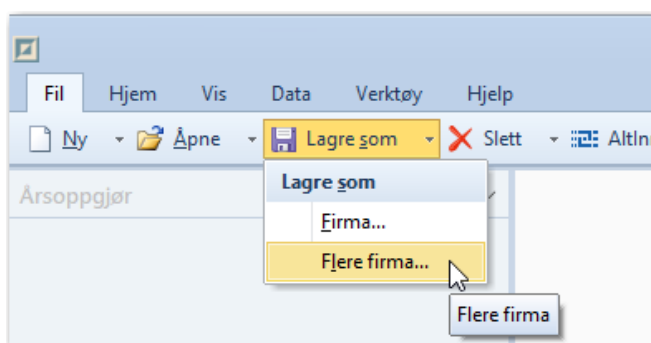 Fil Hjem Vis Data Verktøy Hjelp
Ny Åpne Lagre som Slett AltIn
Årsoppgjør
Lagre som
Firma...
Flere firma...
Flere firma